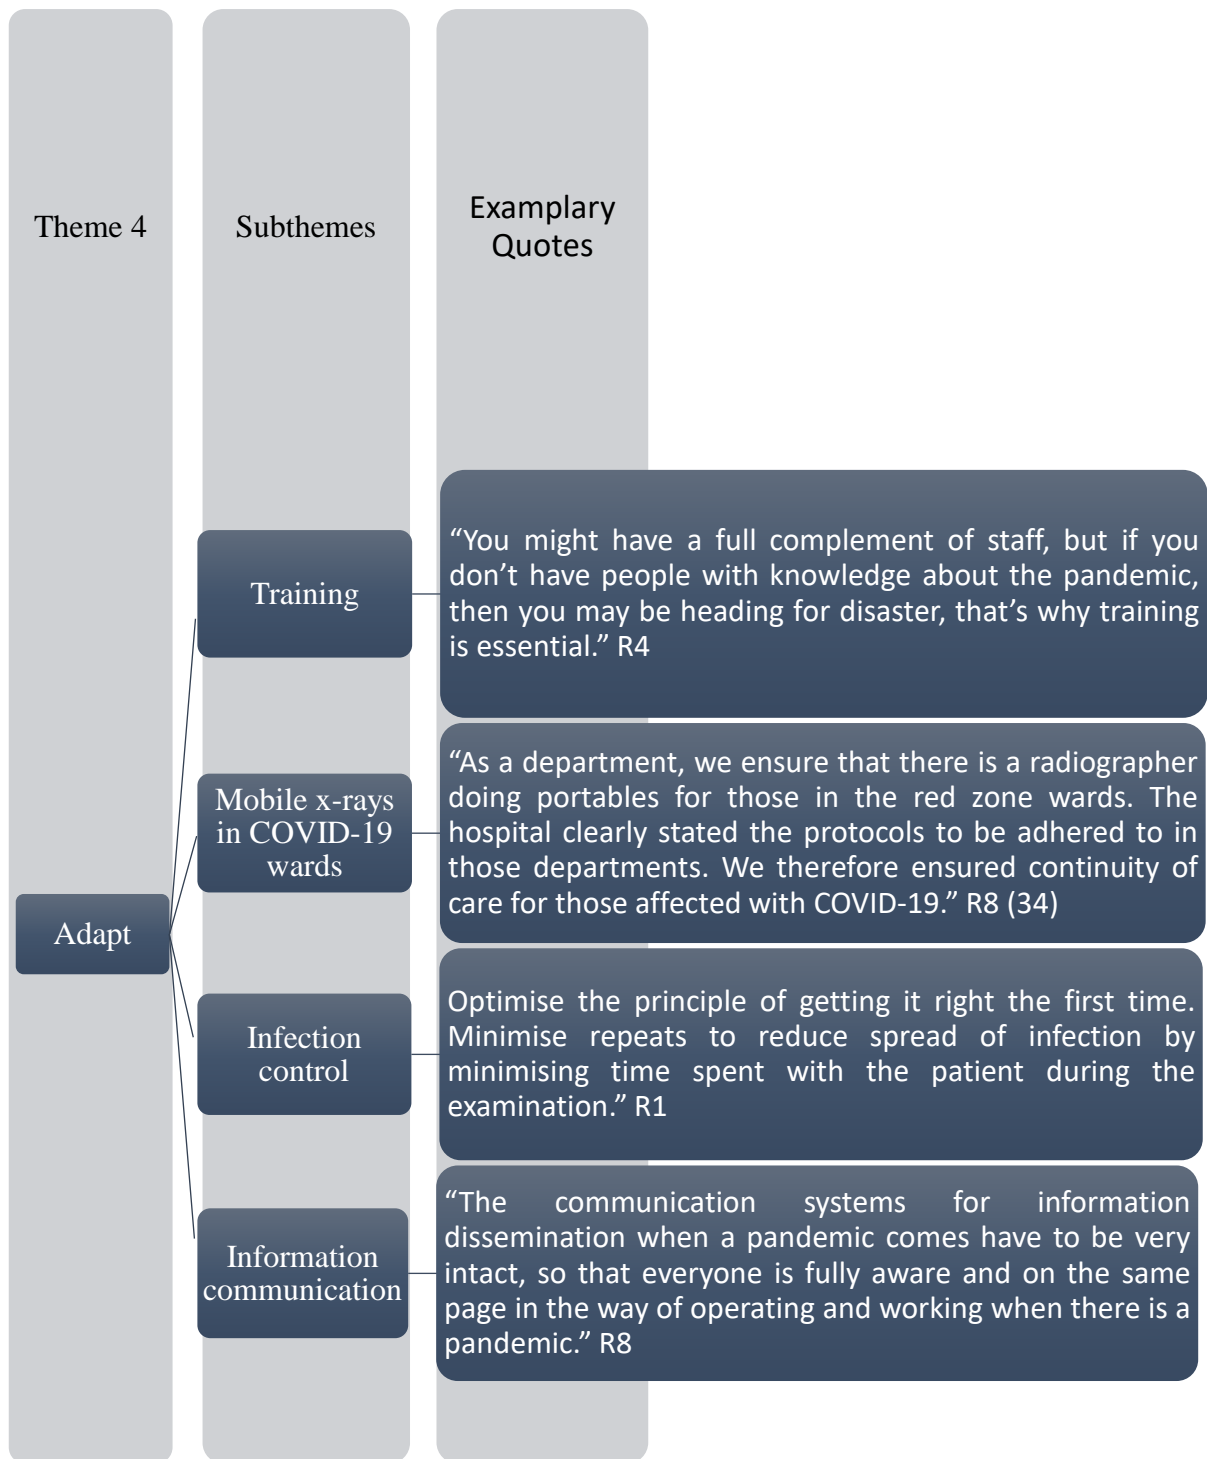 Theme 4
Subthemes
Examplary
Quotes
Adapt
Training
“You might have a full complement of staff, but if you
don’t have people with knowledge about the pandemic,
then you may be heading for disaster, that’s why training
is essential.” R4
Mobile x-rays
in COVID-19
wards
“As a department, we ensure that there is a radiographer
doing portables for those in the red zone wards. The
hospital clearly stated the protocols to be adhered to in
those departments. We therefore ensured continuity of
care for those affected with COVID-19.” R8 (34)
Infection
control
Optimise the principle of getting it right the first time.
Minimise repeats to reduce spread of infection by
minimising time spent with the patient during the
examination.” R1
Information
communication
“The communication systems for information
dissemination when a pandemic comes have to be very
intact, so that everyone is fully aware and on the same
page in the way of operating and working when there is a
pandemic.” R8